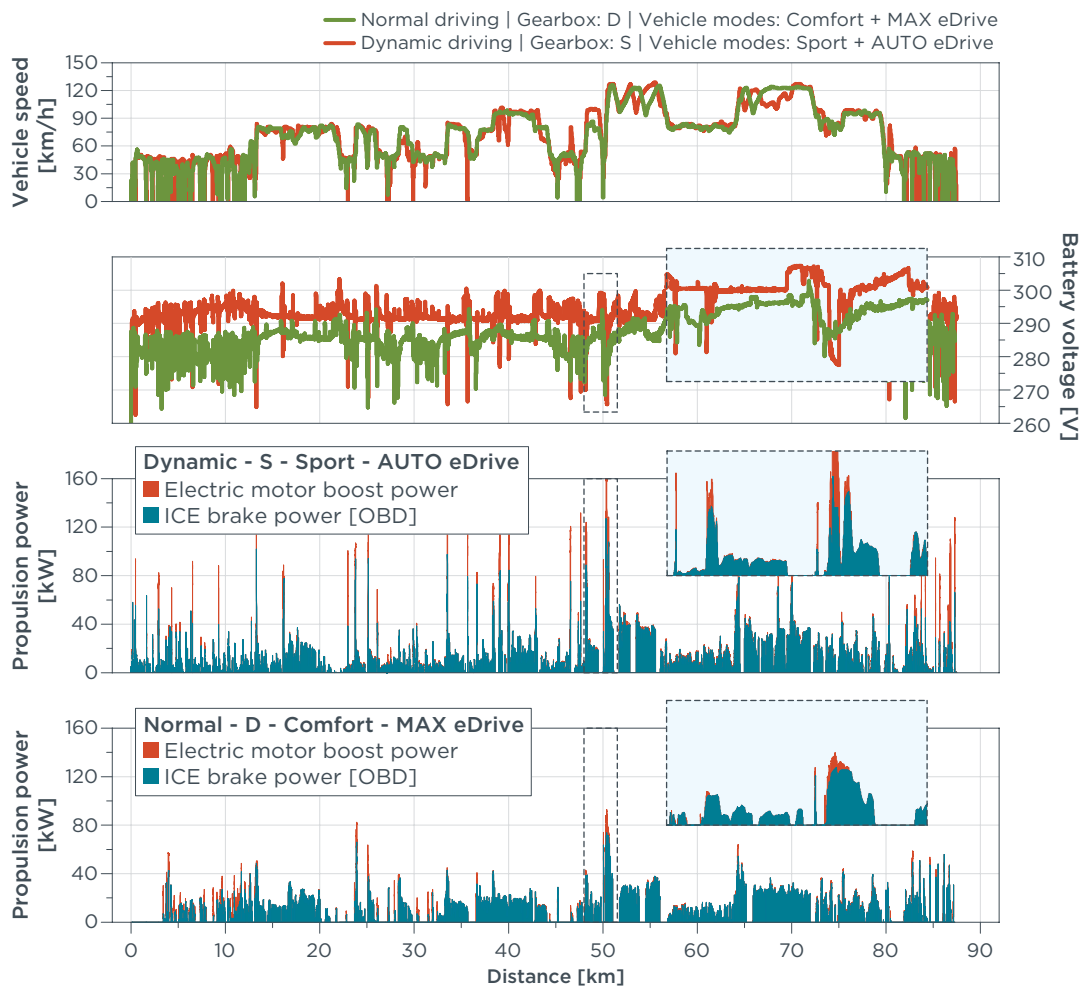 Normal driving | Gearbox: D | Vehicle modes: Comfort + MAX eDrive
Dynamic driving | Gearbox: S | Vehicle modes: Sport + AUTO eDrive
Vehicle speed
[km/h]
150
120
90
60
30
0
Battery voltage [V]
310
300
290
280
270
260
Propulsion power
[kW]
160
120
80
40
0
Dynamic - S - Sport - AUTO eDrive
Electric motor boost power
ICE brake power [OBD]
Propulsion power
[kW]
160
120
80
40
0
Normal - D - Comfort - MAX eDrive
Electric motor boost power
ICE brake power [OBD]
0 10 20 30 40 50 60 70 80 90
Distance [km]